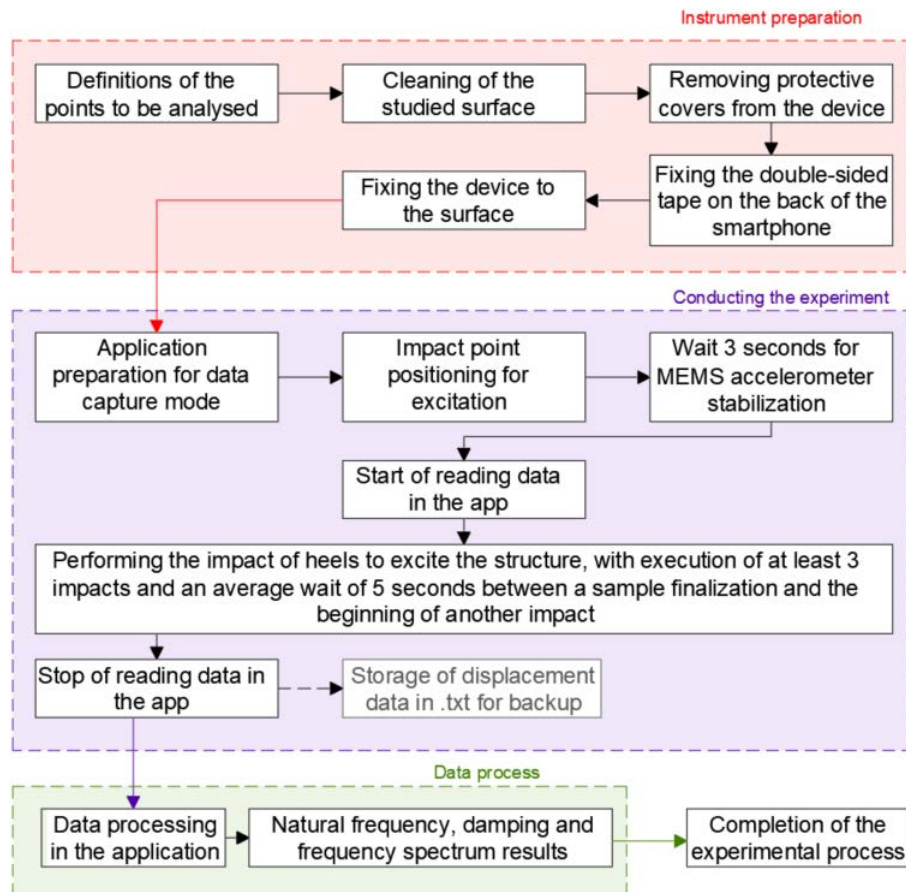 Instrument preparation
Definitions of the
points to be analysed
Cleaning of the
studied surface
Removing protective
covers from the device
Fixing the double-sided
tape on the back of the
smartphone
Fixing the device to
the surface
Conducting the experiment
Application
preparation for data
capture mode
Impact point
positioning for
excitation
Wait 3 seconds for
MEMS accelerometer
stabilization
Start of reading data
in the app
Performing the impact of heels to excite the structure, with execution of at least 3
impacts and an average wait of 5 seconds between a sample finalization and the
beginning of another impact
Stop of reading data in
the app
Storage of displacement
data in .txt for backup
Data process
Data processing
in the application
Natural frequency, damping and
frequency spectrum results
Completion of the
experimental process